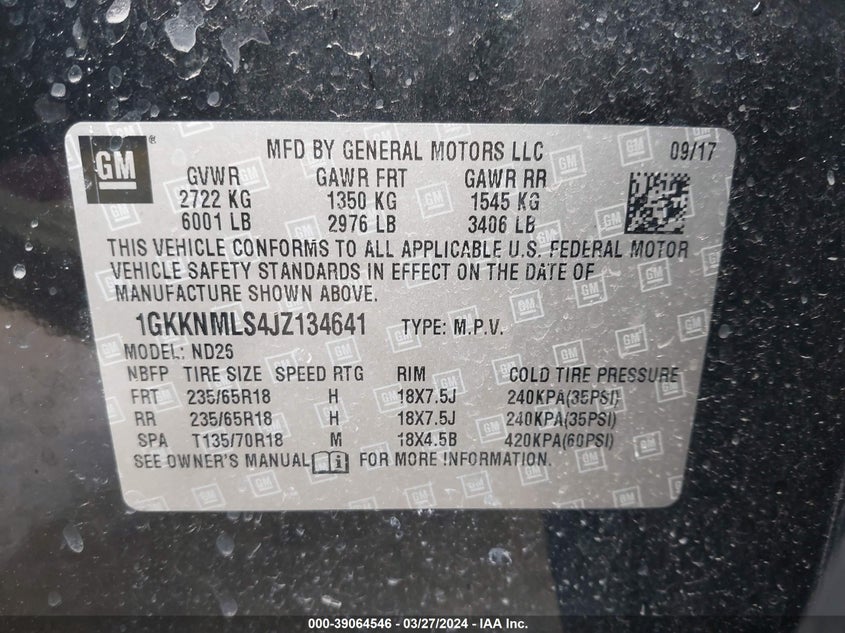 GM ® MFD BY GENERAL MOTORS LLC 09/17
GVWR GAWR FRT GAWR RR
2722 KG 1350 KG 1545 KG
6001 LB 2976 LB 3406 LB
THIS VEHICLE CONFORMS TO ALL APPLICABLE U.S. FEDERAL MOTOR
VEHICLE SAFETY STANDARDS IN EFFECT ON THE DATE OF
MANUFACTURE SHOWN ABOVE.
1GKKNMLS4JZ134641 TYPE: M.P.V.
MODEL: ND26
NBFP TIRE SIZE SPEED RTG RIM COLD TIRE PRESSURE
FRT 235/65R18 H 18X7.5J 240KPA(35PSI)
RR 235/65R18 H 18X7.5J 240KPA(35PSI)
SPA T135/70R18 M 18X4.5B 420KPA(60PSI)
SEE OWNER'S MANUAL i FOR MORE INFORMATION.
000-39064546 — 03/27/2024 — IAA Inc.